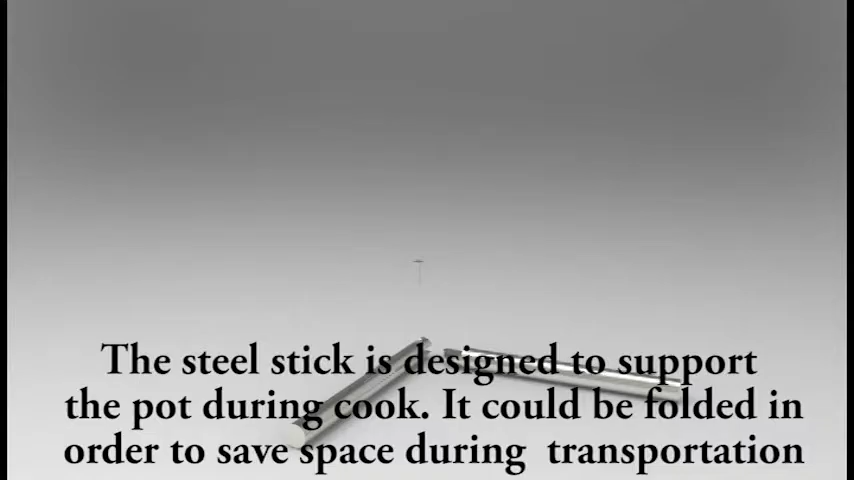 The steel stick is designed to support
the pot during cook. It could be folded in
order to save space during  transportation